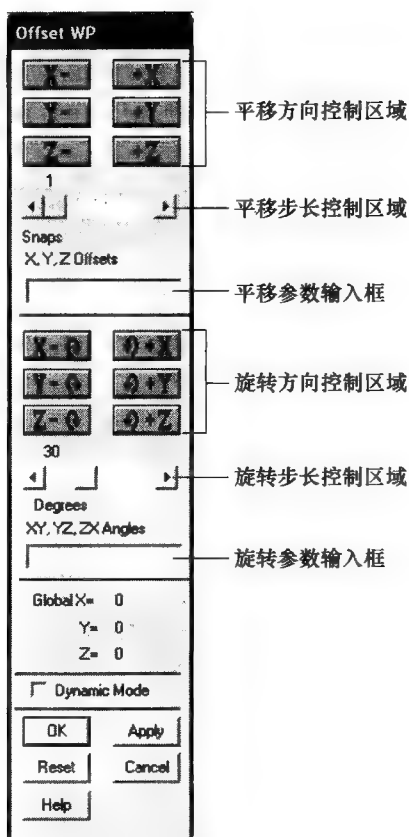 Offset WP
X- +X
平移方向控制区域
Y- +Y
Z- +Z
1
平移步长控制区域
Snaps
X, Y, Z Offsets
平移参数输入框
X- +X
旋转方向控制区域
Y- +Y
Z- +Z
30
旋转步长控制区域
Degrees
XY, YZ, ZX Angles
旋转参数输入框
Global X= 0
Y= 0
Z= 0
Dynamic Mode
OK Apply
Reset Cancel
Help